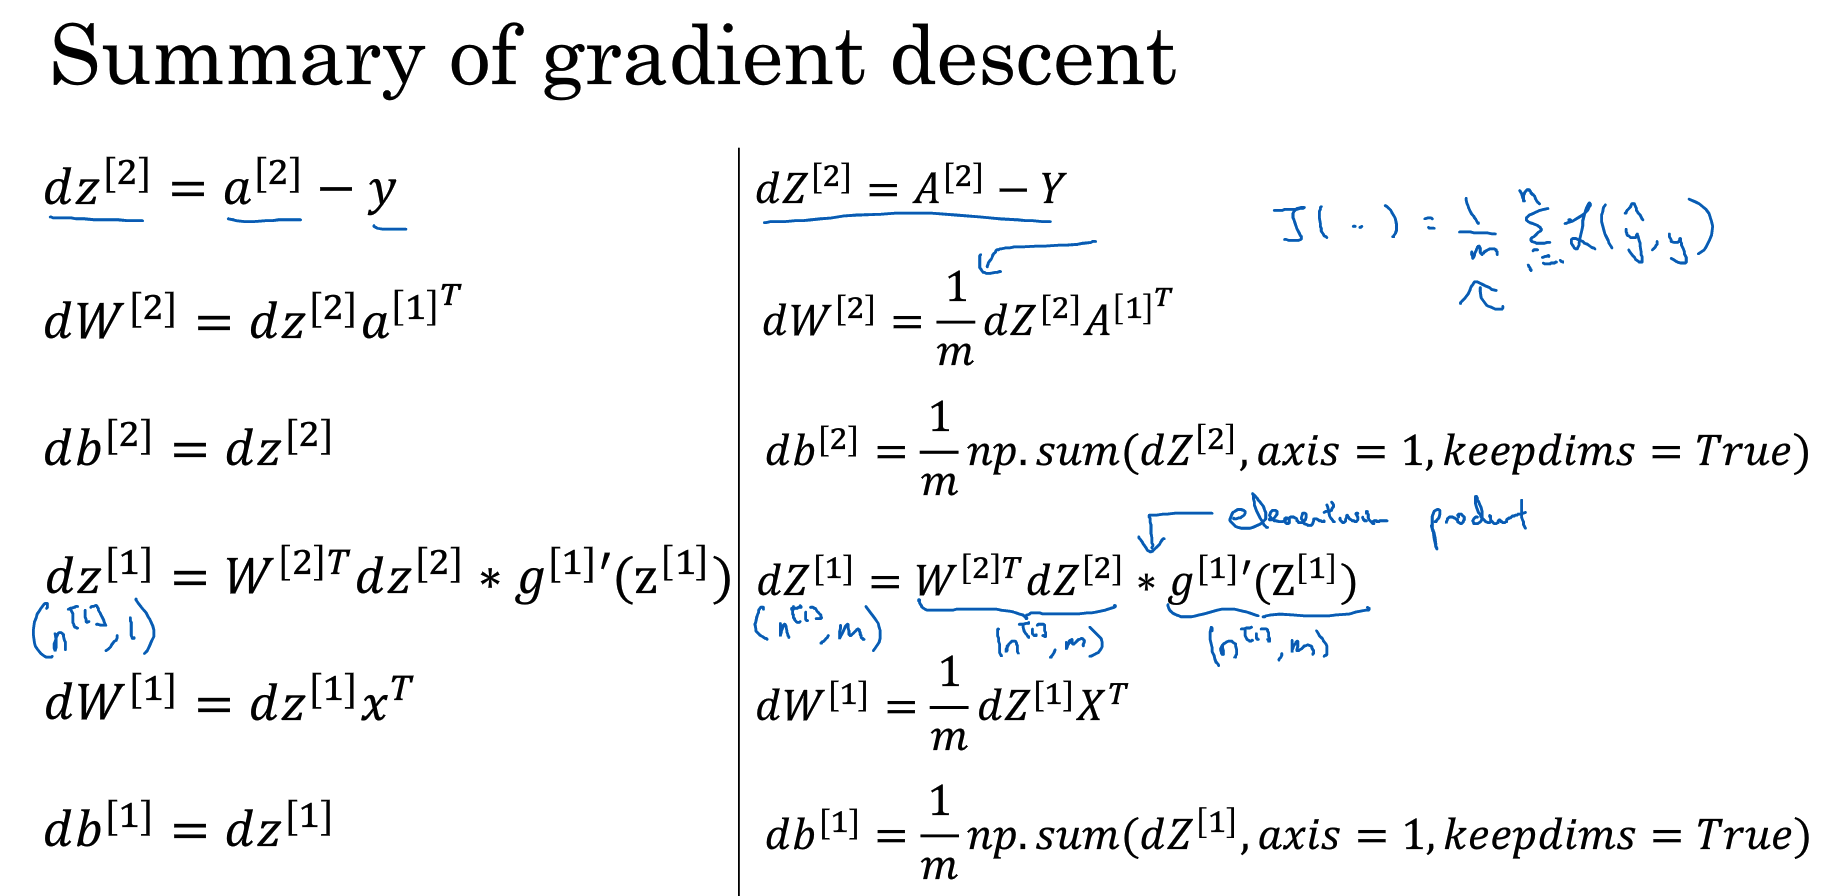 Summary of gradient descent
dz^{[2]} = a^{[2]} − y
dW^{[2]} = dz^{[2]}a^{[1]^T}
db^{[2]} = dz^{[2]}
dz^{[1]} = W^{[2]T}dz^{[2]} * g^{[1]}′(z^{[1]})
(n^{[1]}, 1)
dW^{[1]} = dz^{[1]}x^T
db^{[1]} = dz^{[1]}
dZ^{[2]} = A^{[2]} − Y
J(..) = \frac{1}{m} \sum_{i=1}^{n} ℒ(ŷ, y)
dW^{[2]} = \frac{1}{m}dZ^{[2]}A^{[1]^T}
db^{[2]} = \frac{1}{m}np.sum(dZ^{[2]}, axis = 1, keepdims = True)
elementwise product
dZ^{[1]} = W^{[2]T}dZ^{[2]} * g^{[1]}′(Z^{[1]})
(n^{[1]}, m) (n^{[1]}, m) (n^{[1]}, m)
dW^{[1]} = \frac{1}{m}dZ^{[1]}X^T
db^{[1]} = \frac{1}{m}np.sum(dZ^{[1]}, axis = 1, keepdims = True)